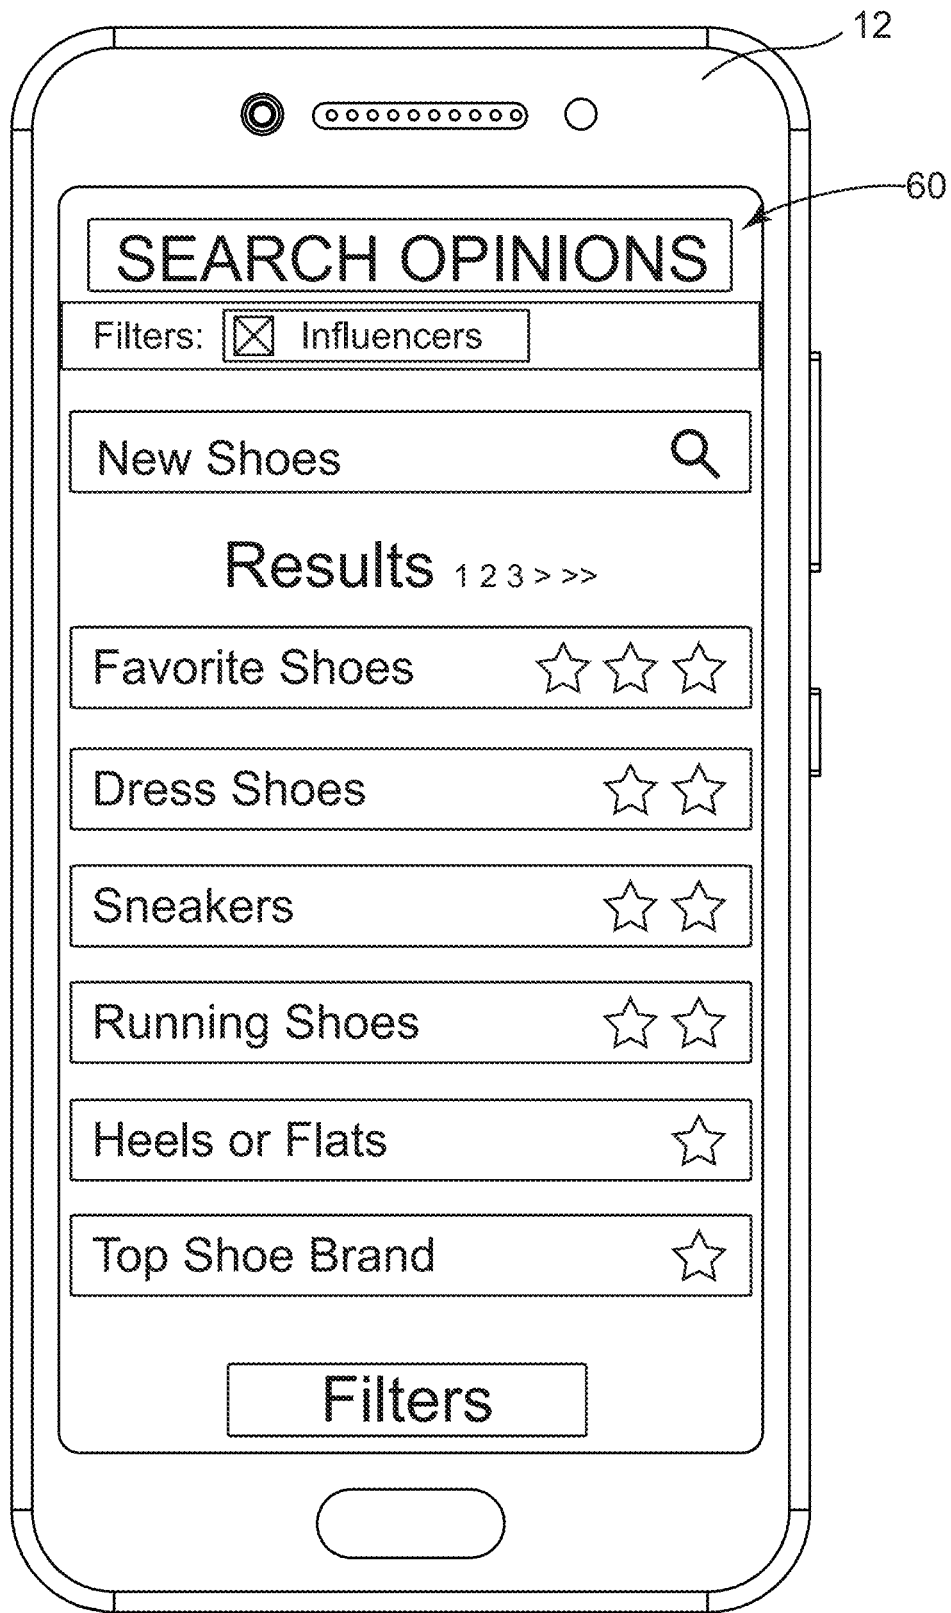 12
60
SEARCH OPINIONS
Filters: Influencers
New Shoes
Results 1 2 3 > >>
Favorite Shoes
Dress Shoes
Sneakers
Running Shoes
Heels or Flats
Top Shoe Brand
Filters